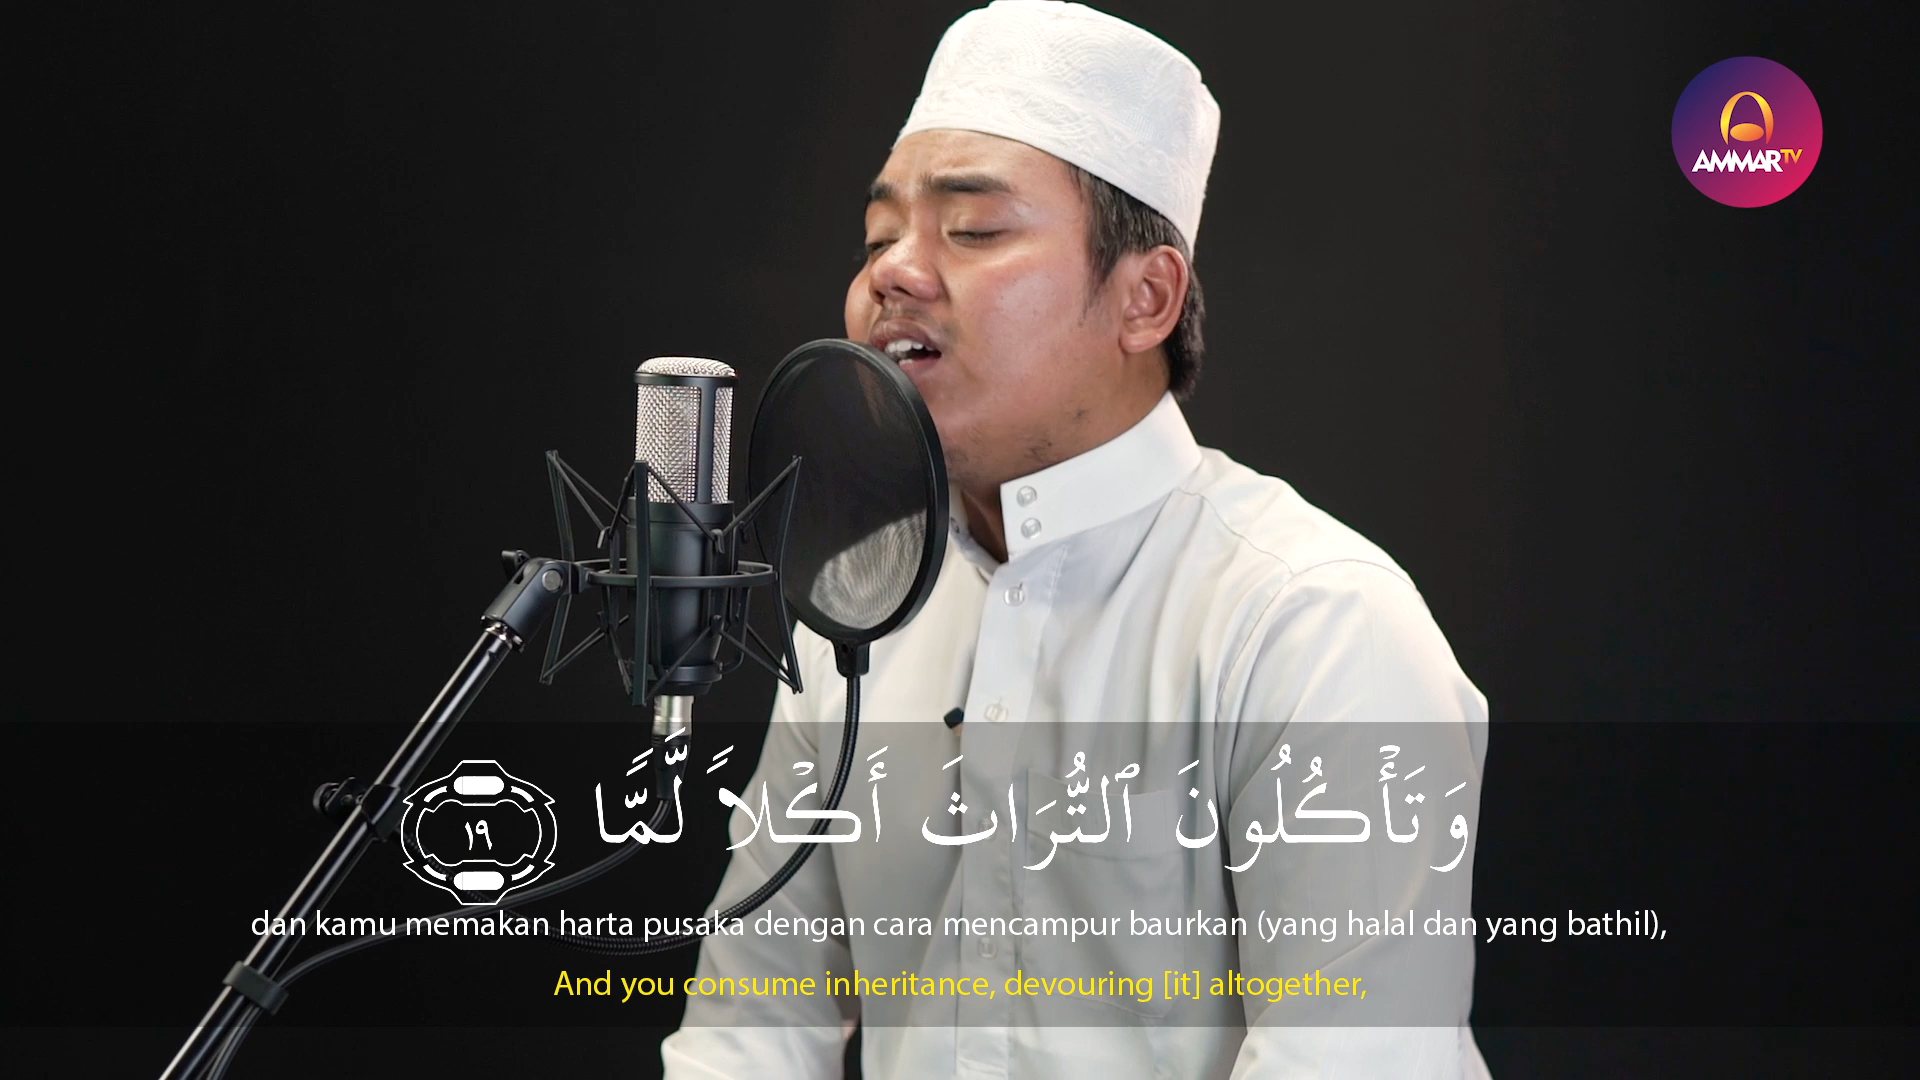 AMMARTV
وَتَأۡكُلُونَ ٱلتُّرَاثَ أَكۡلاً لَّمًّا ١٩
dan kamu memakan harta pusaka dengan cara mencampur baurkan (yang halal dan yang bathil),
And you consume inheritance, devouring [it] altogether,